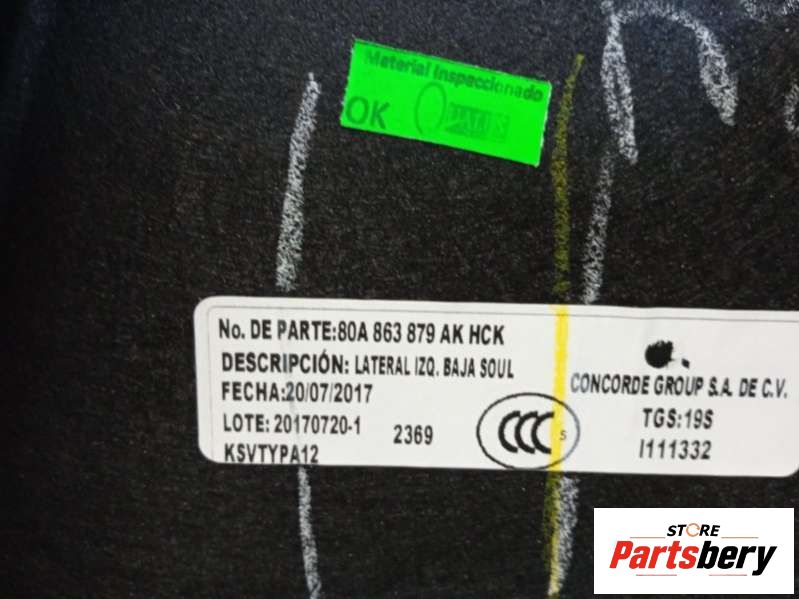 Material Inspeccionado
OK
No. DE PARTE:80A 863 879 AK HCK
DESCRIPCIÓN: LATERAL IZQ. BAJA SOUL
FECHA:20/07/2017
LOTE: 20170720-1 2369
KSVTYPA12
CCC S
CONCORDE GROUP S.A. DE C.V.
TGS:19S
I111332
STORE
Partsbery